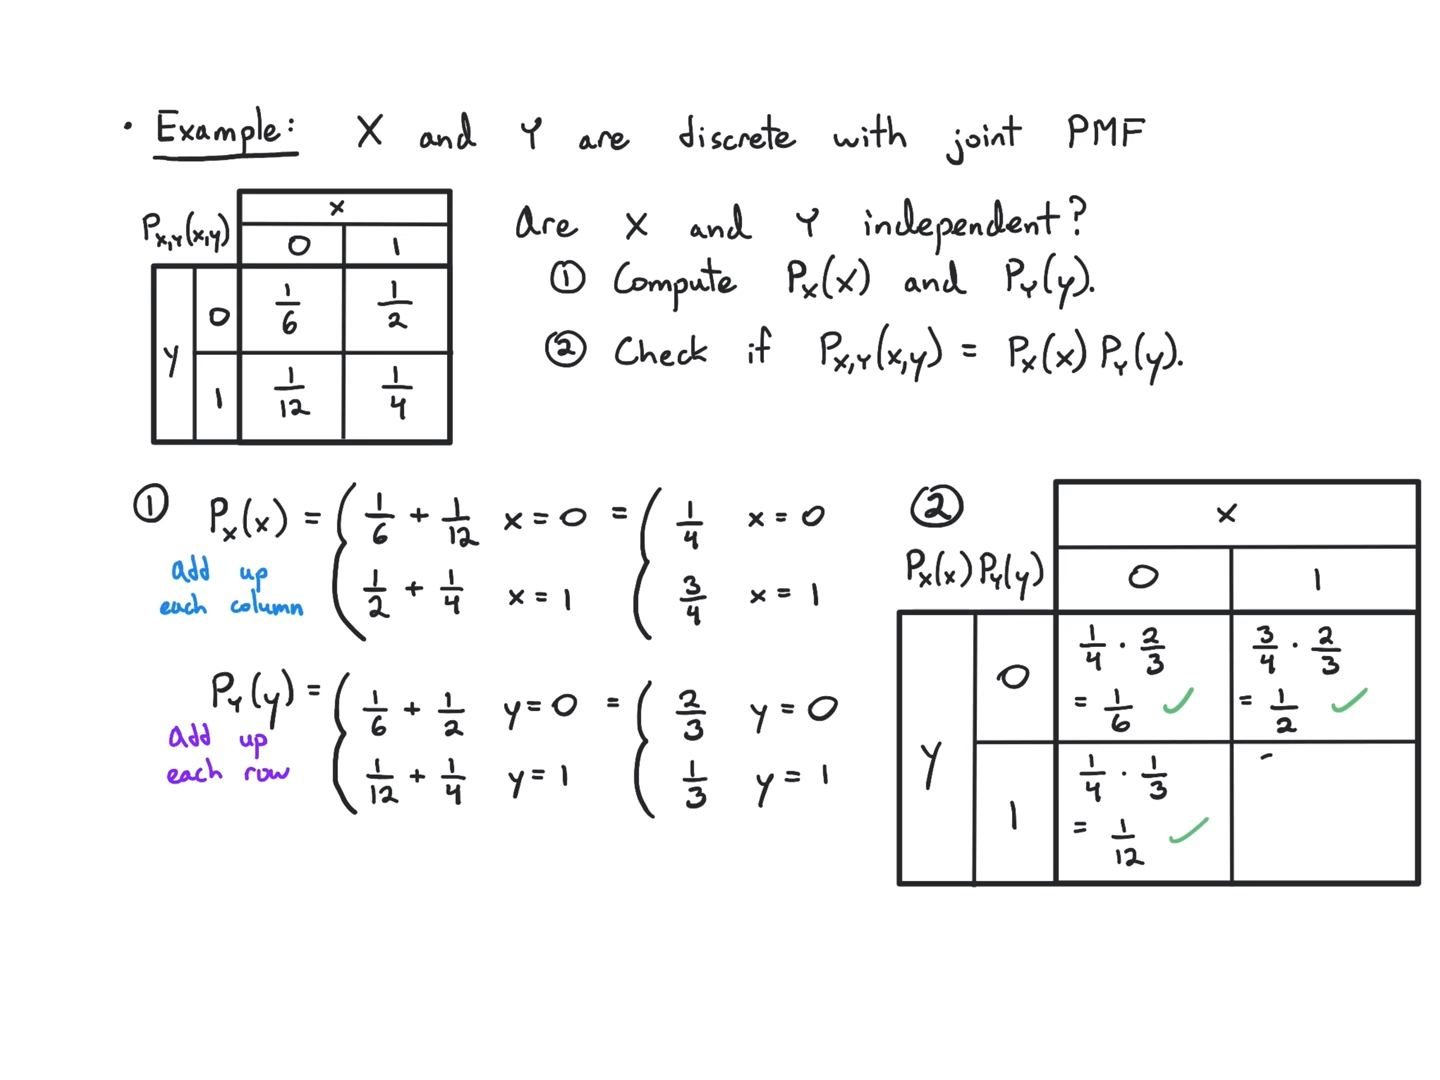 • Example: X and Y are discrete with joint PMF
P_{X,Y}(x,y)
x
0 1
y
0 1/6 1/2
1 1/12 1/4
Are X and Y independent?
① Compute P_X(x) and P_Y(y).
② Check if P_{X,Y}(x,y) = P_X(x) P_Y(y).
① P_X(x) = { 1/6 + 1/12 x = 0 = { 1/4 x = 0
1/2 + 1/4 x = 1 3/4 x = 1
add up
each column
P_Y(y) = { 1/6 + 1/2 y = 0 = { 2/3 y = 0
1/12 + 1/4 y = 1 1/3 y = 1
add up
each row
②
P_X(x) P_Y(y)
x
0 1
y
0 1/4 · 2/3 3/4 · 2/3
= 1/6 ✓ = 1/2 ✓
1 1/4 · 1/3
= 1/12 ✓